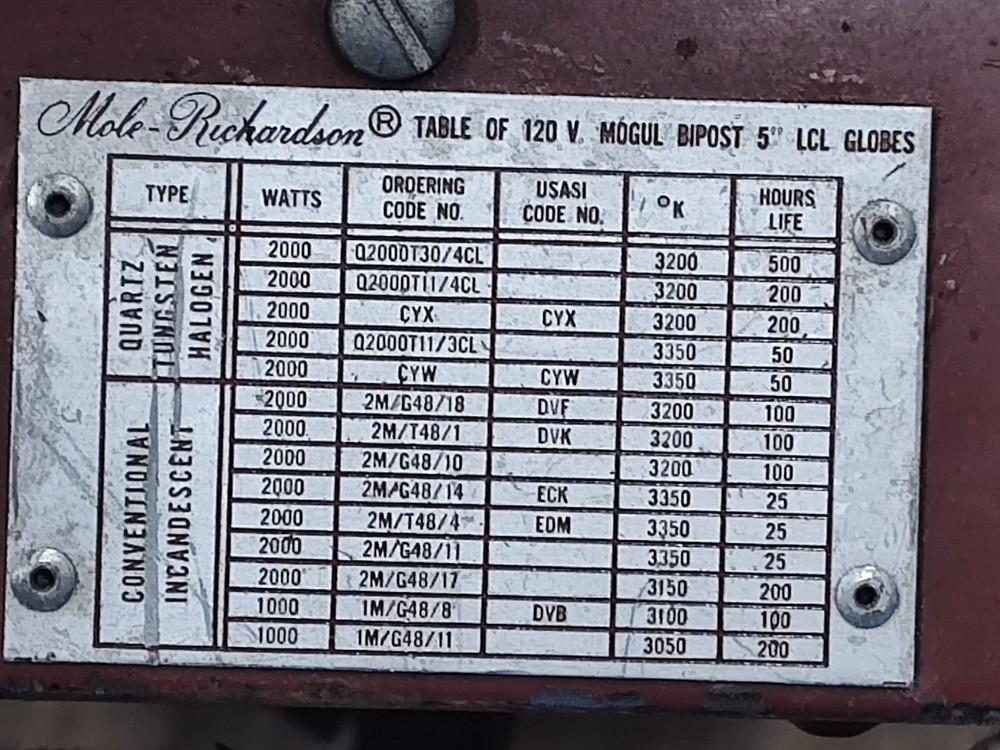 Mole-Richardson® TABLE OF 120 V. MOGUL BIPOST 5" LCL GLOBES
TYPE WATTS ORDERING CODE NO. USASI CODE NO. °K HOURS LIFE
QUARTZ TUNGSTEN HALOGEN
2000 Q2000T30/4CL 3200 500
2000 Q2000T11/4CL 3200 200
2000 CYX CYX 3200 200
2000 Q2000T11/3CL 3350 50
2000 CYW CYW 3350 50
CONVENTIONAL INCANDESCENT
2000 2M/G48/18 DVF 3200 100
2000 2M/T48/1 DVK 3200 100
2000 2M/G48/10 3200 100
2000 2M/G48/14 ECK 3350 25
2000 2M/T48/4 EDM 3350 25
2000 2M/G48/11 3350 25
2000 2M/G48/17 3150 200
1000 1M/G48/8 DVB 3100 100
1000 1M/G48/11 3050 200